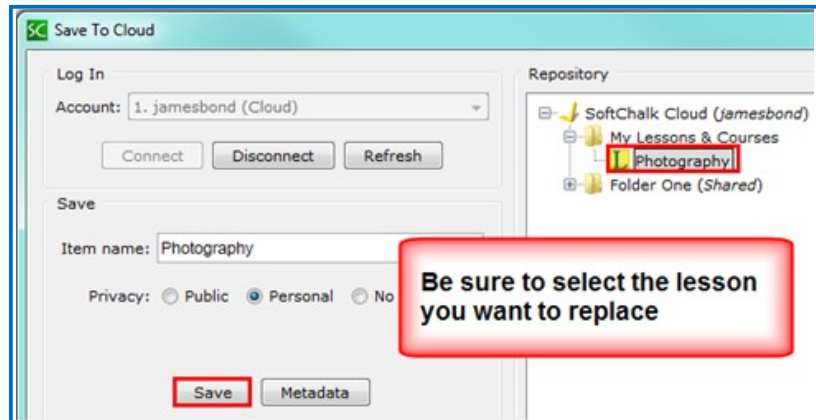 SC Save To Cloud
Log In
Account: 1. jamesbond (Cloud)
Connect Disconnect Refresh
Save
Item name: Photography
Privacy: Public Personal No
Save Metadata
Repository
SoftChalk Cloud (jamesbond)
My Lessons & Courses
L Photography
Folder One (Shared)
Be sure to select the lesson
you want to replace